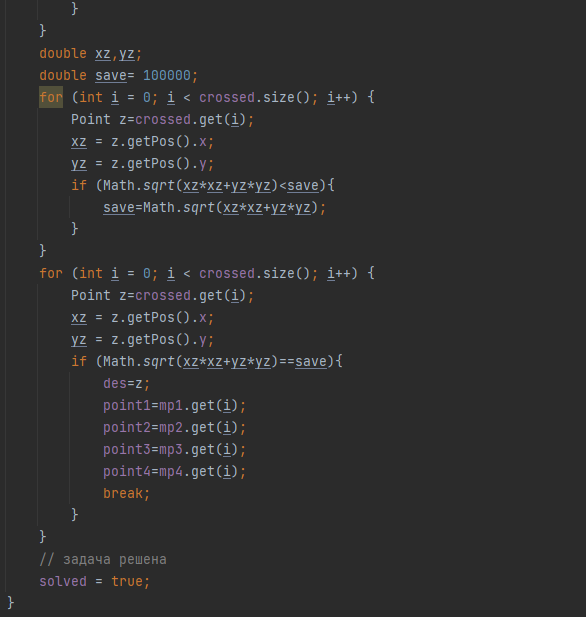 }
    }
    double xz,yz;
    double save= 100000;
    for (int i = 0; i < crossed.size(); i++) {
        Point z=crossed.get(i);
        xz = z.getPos().x;
        yz = z.getPos().y;
        if (Math.sqrt(xz*xz+yz*yz)<save){
            save=Math.sqrt(xz*xz+yz*yz);
        }
    }
    for (int i = 0; i < crossed.size(); i++) {
        Point z=crossed.get(i);
        xz = z.getPos().x;
        yz = z.getPos().y;
        if (Math.sqrt(xz*xz+yz*yz)==save){
            des=z;
            point1=mp1.get(i);
            point2=mp2.get(i);
            point3=mp3.get(i);
            point4=mp4.get(i);
            break;
        }
    }
    // задача решена
    solved = true;
}